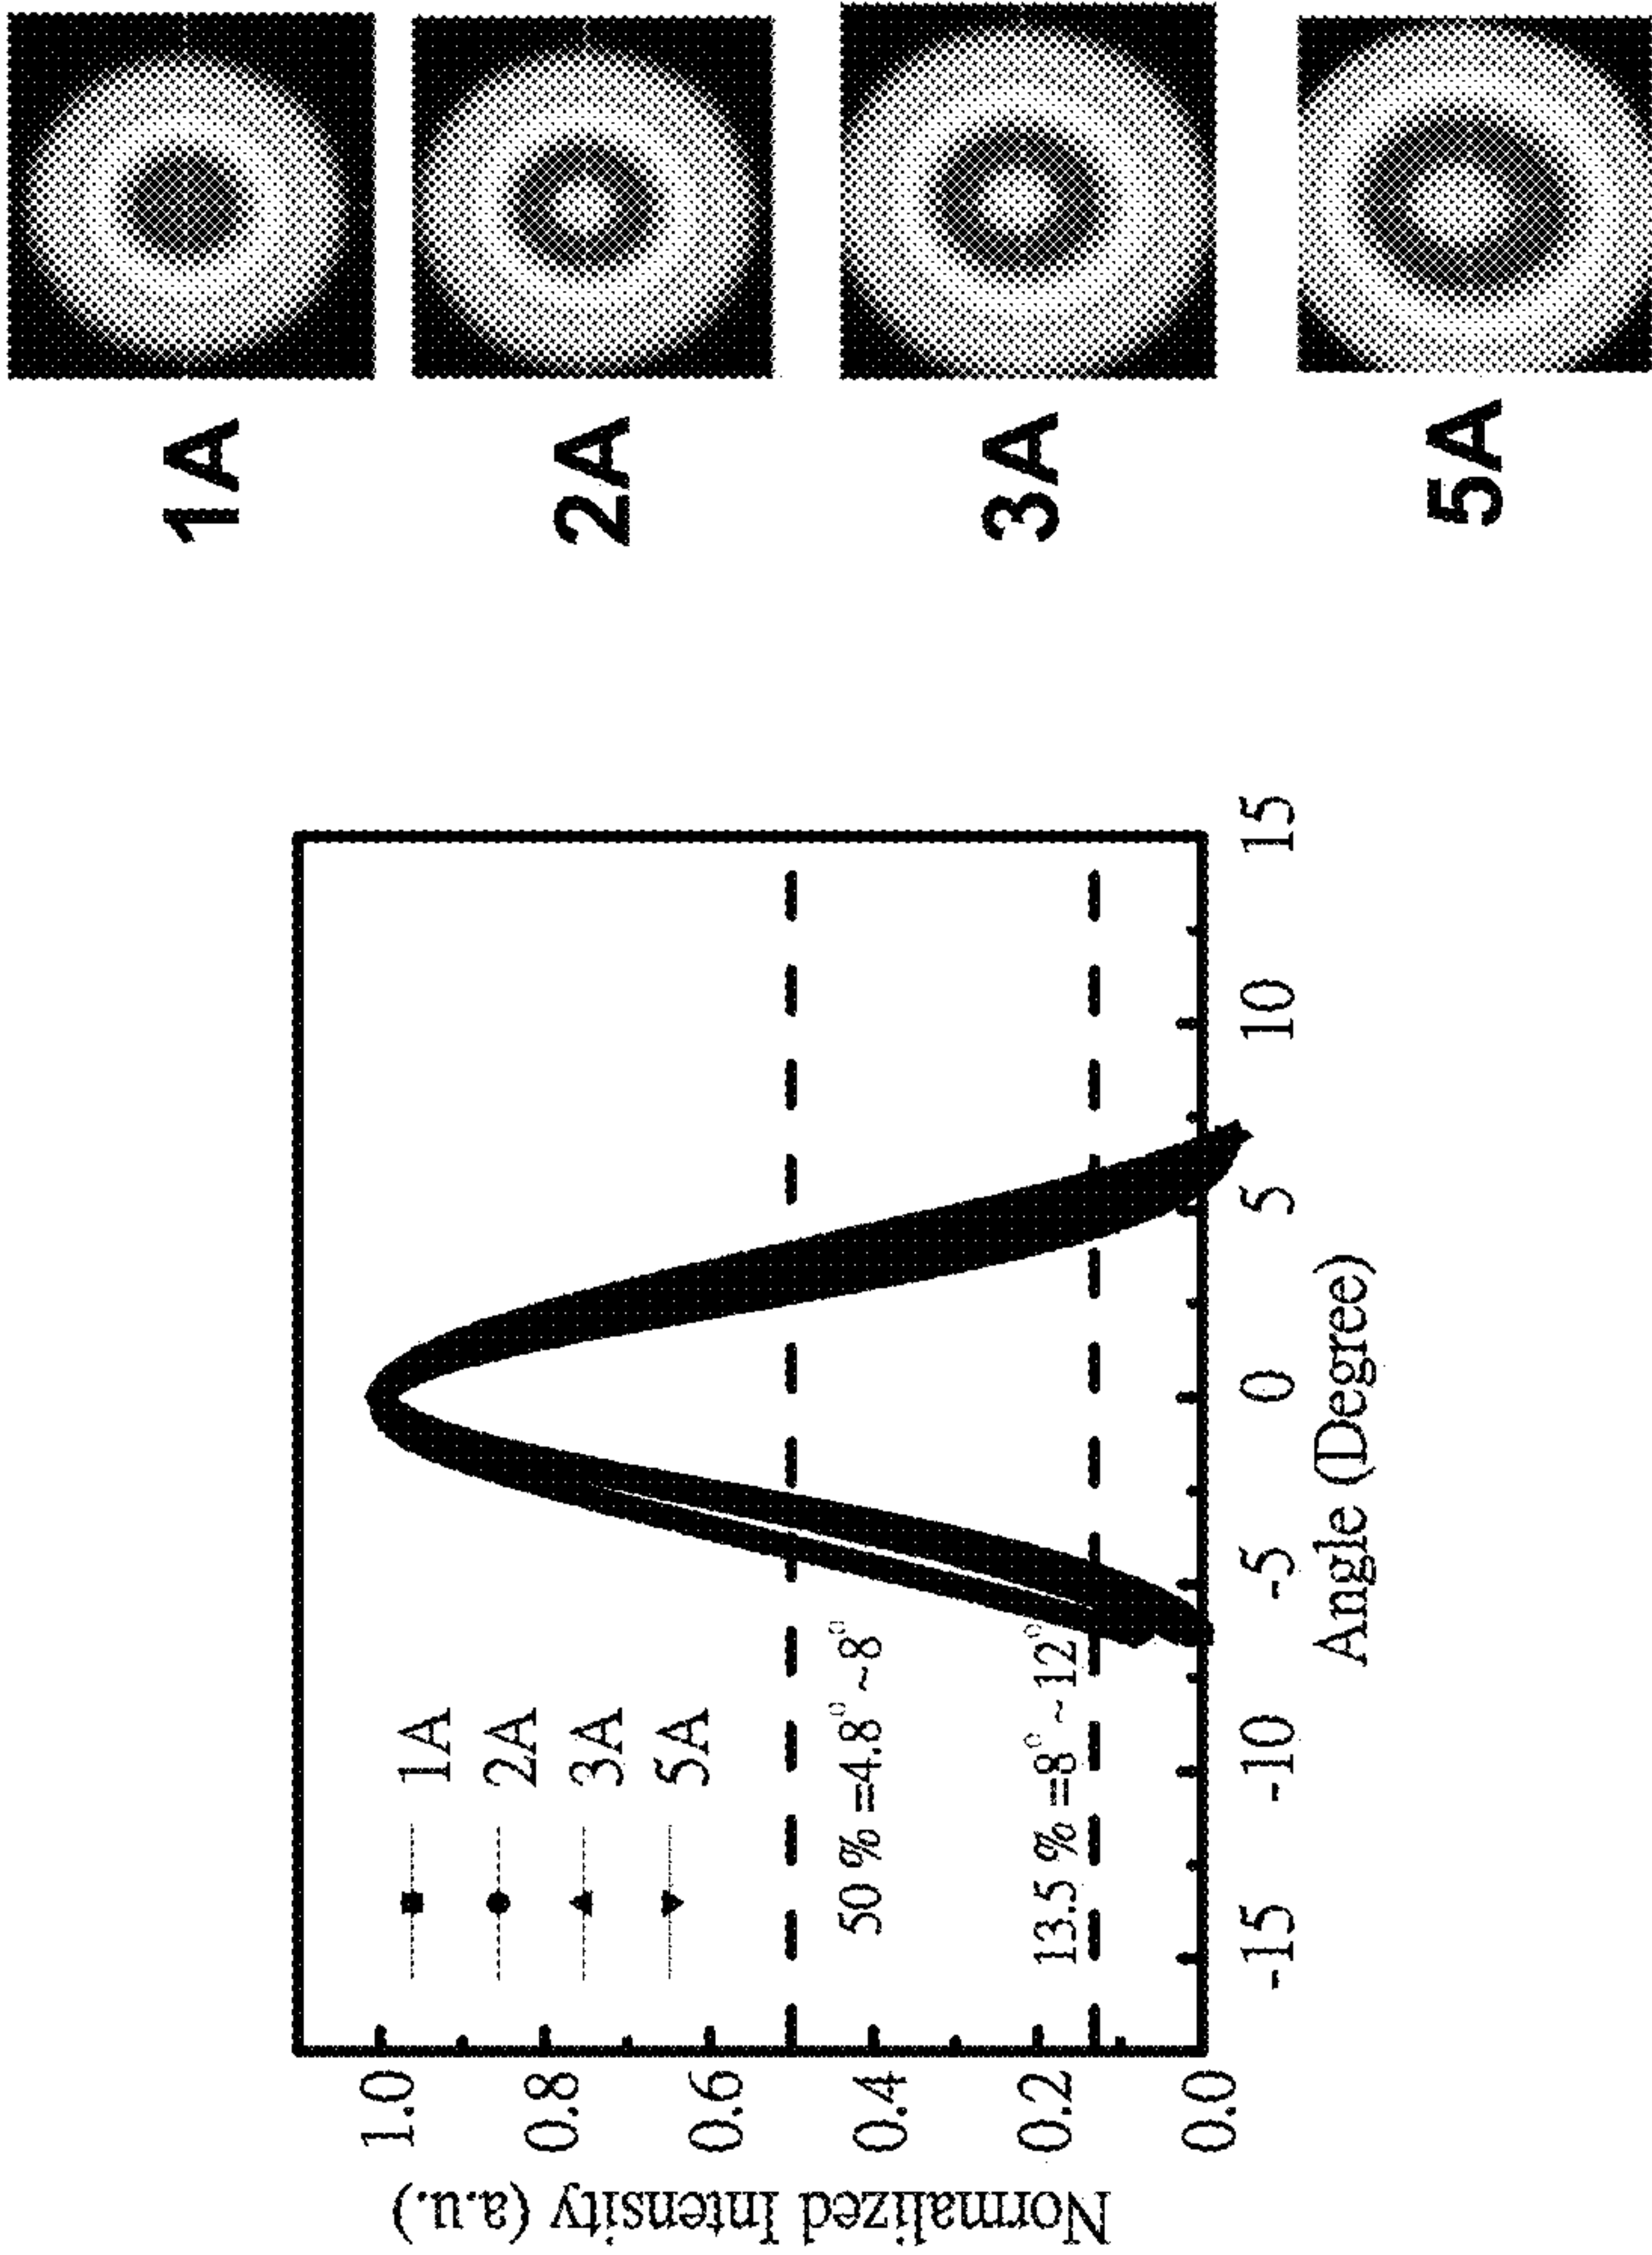 1A
2A
3A
5A
Normalized Intensity (a.u.)
1.0
0.8
0.6
0.4
0.2
0.0
1A
2A
3A
5A
50 % =4.8° ~8°
13.5 % =8° ~12°
-15
-10
-5
0
5
10
15
Angle (Degree)